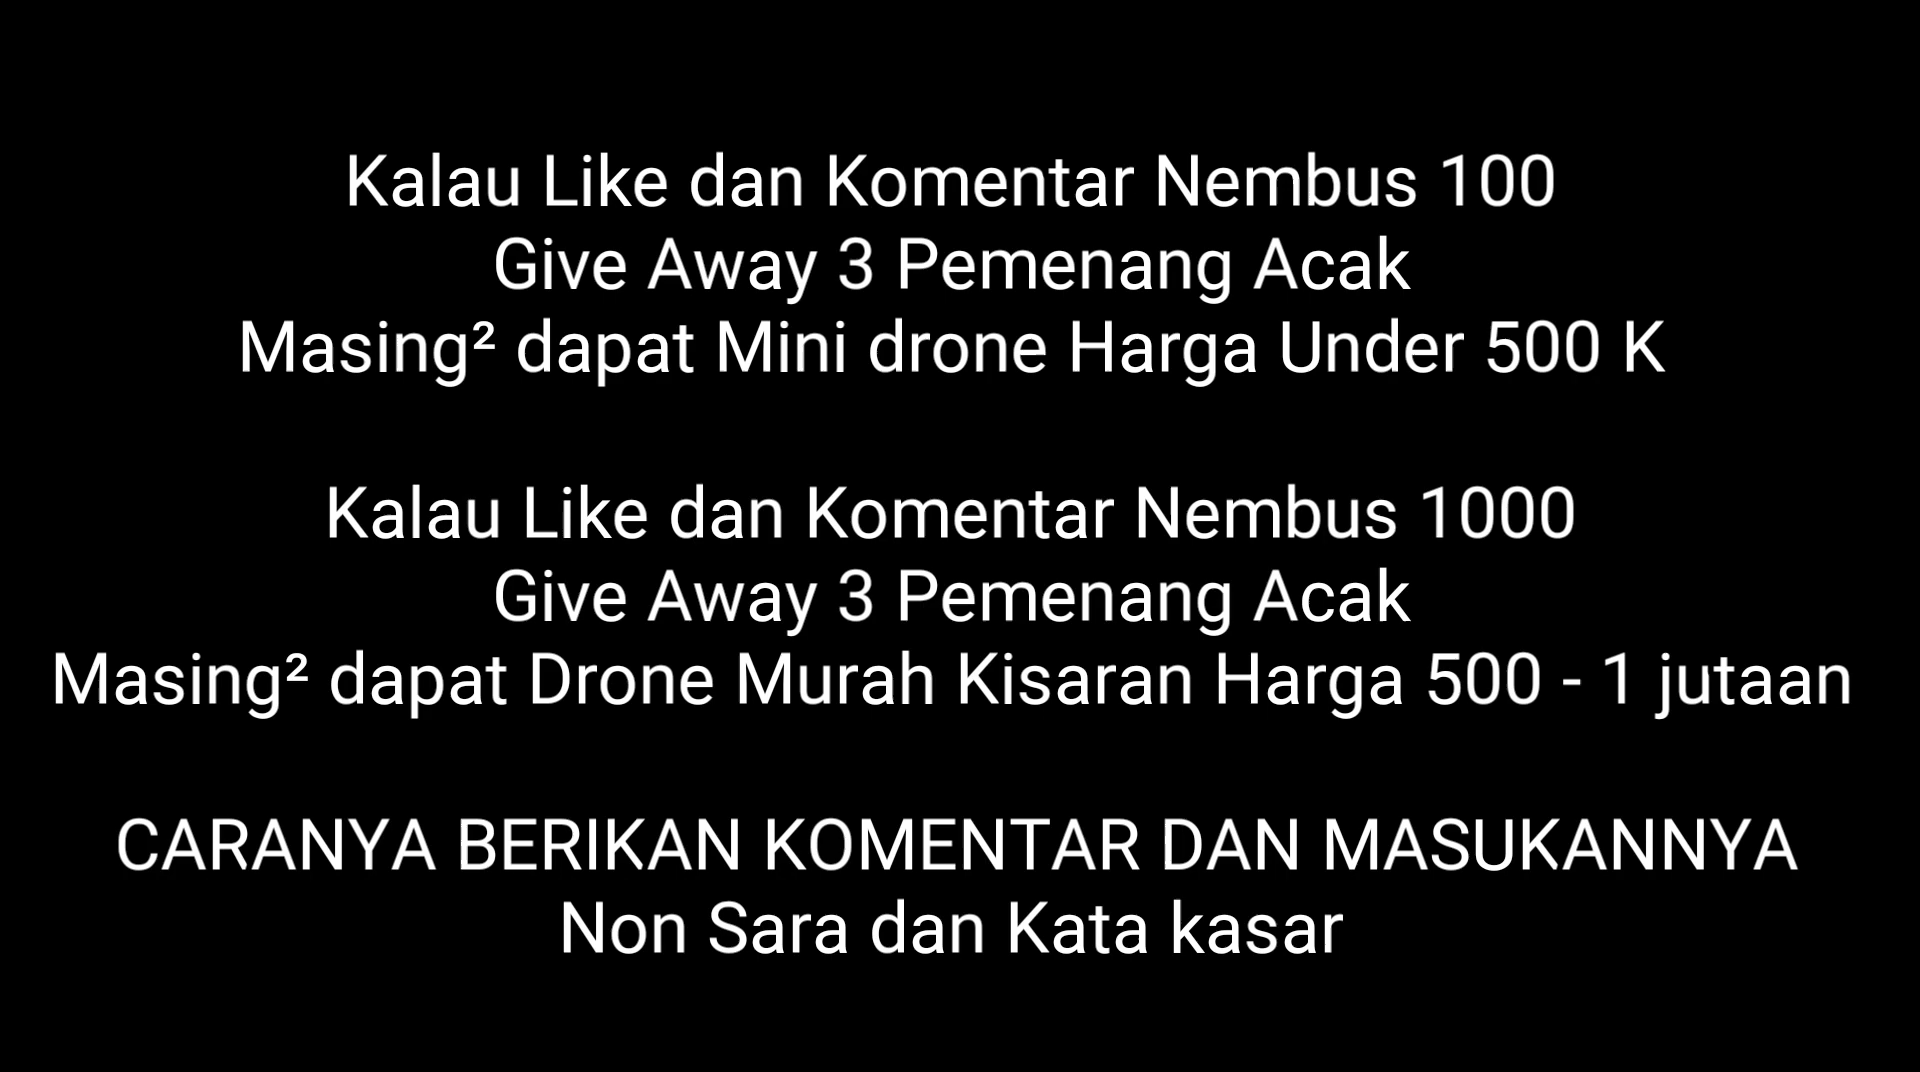 Kalau Like dan Komentar Nembus 100
Give Away 3 Pemenang Acak
Masing² dapat Mini drone Harga Under 500 K
Kalau Like dan Komentar Nembus 1000
Give Away 3 Pemenang Acak
Masing² dapat Drone Murah Kisaran Harga 500 - 1 jutaan
CARANYA BERIKAN KOMENTAR DAN MASUKANNYA
Non Sara dan Kata kasar